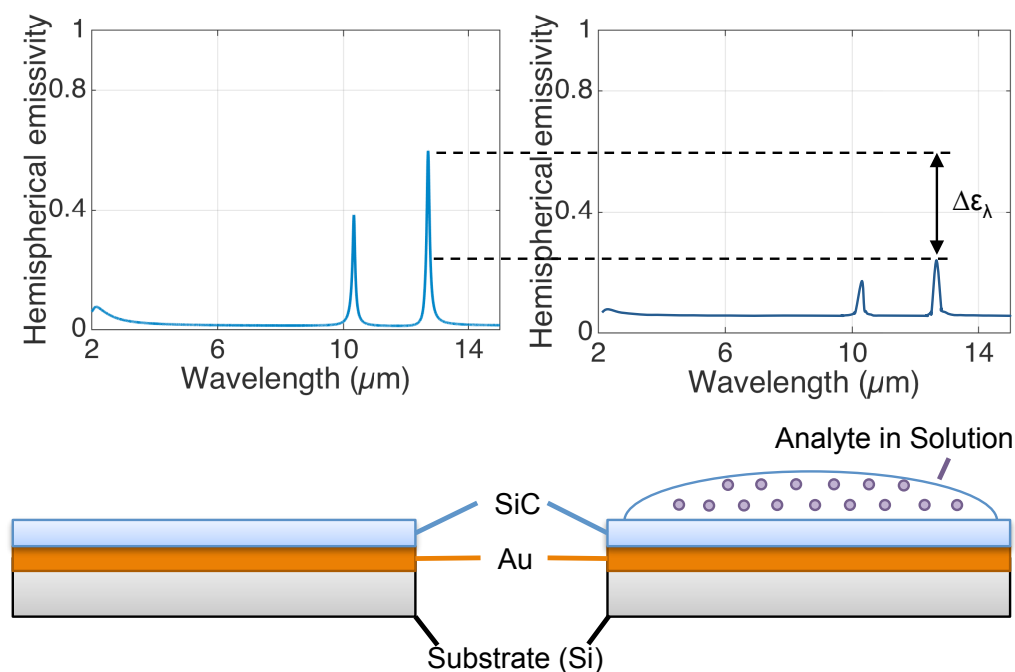 Hemispherical emissivity
1
0.8
0.4
0
2
6
10
14
Wavelength (μm)
Hemispherical emissivity
1
0.8
0.4
0
2
6
10
14
Wavelength (μm)
Δελ
Analyte in Solution
SiC
Au
Substrate (Si)